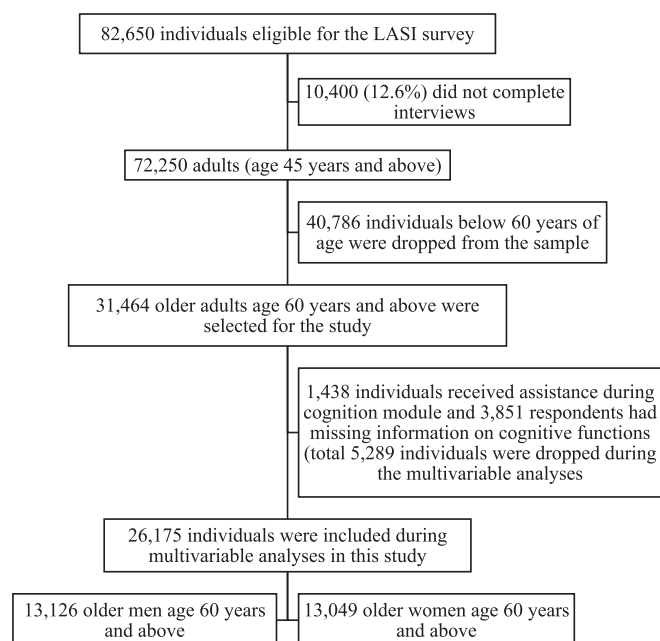 82,650 individuals eligible for the LASI survey
10,400 (12.6%) did not complete
interviews
72,250 adults (age 45 years and above)
40,786 individuals below 60 years of
age were dropped from the sample
31,464 older adults age 60 years and above were
selected for the study
1,438 individuals received assistance during
cognition module and 3,851 respondents had
missing information on cognitive functions
(total 5,289 individuals were dropped during
the multivariable analyses
26,175 individuals were included during
multivariable analyses in this study
13,126 older men age 60 years
and above
13,049 older women age 60 years
and above